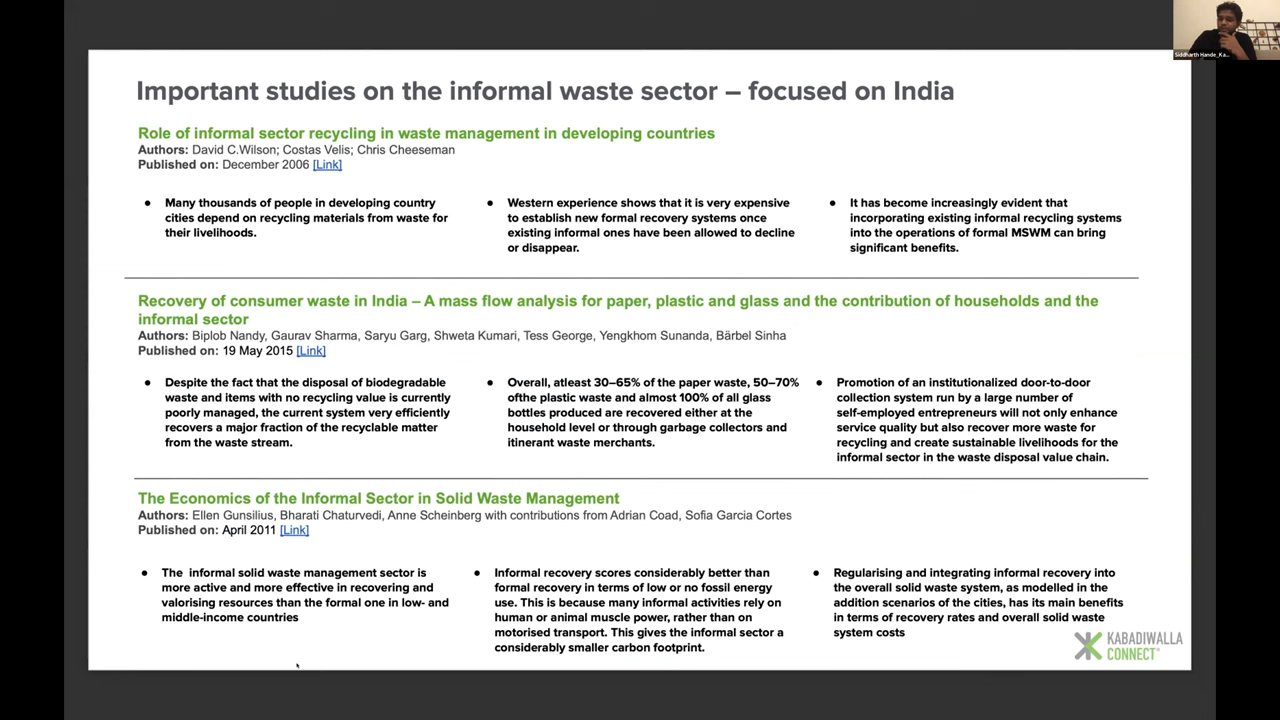 Siddharth Hande_Ka...
Important studies on the informal waste sector – focused on India
Role of informal sector recycling in waste management in developing countries
Authors: David C.Wilson; Costas Velis; Chris Cheeseman
Published on: December 2006 [Link]
● Many thousands of people in developing country
cities depend on recycling materials from waste for
their livelihoods.
● Western experience shows that it is very expensive
to establish new formal recovery systems once
existing informal ones have been allowed to decline
or disappear.
● It has become increasingly evident that
incorporating existing informal recycling systems
into the operations of formal MSWM can bring
significant benefits.
Recovery of consumer waste in India – A mass flow analysis for paper, plastic and glass and the contribution of households and the
informal sector
Authors: Biplob Nandy, Gaurav Sharma, Saryu Garg, Shweta Kumari, Tess George, Yengkhom Sunanda, Bärbel Sinha
Published on: 19 May 2015 [Link]
● Despite the fact that the disposal of biodegradable
waste and items with no recycling value is currently
poorly managed, the current system very efficiently
recovers a major fraction of the recyclable matter
from the waste stream.
● Overall, atleast 30–65% of the paper waste, 50–70%
ofthe plastic waste and almost 100% of all glass
bottles produced are recovered either at the
household level or through garbage collectors and
itinerant waste merchants.
● Promotion of an institutionalized door-to-door
collection system run by a large number of
self-employed entrepreneurs will not only enhance
service quality but also recover more waste for
recycling and create sustainable livelihoods for the
informal sector in the waste disposal value chain.
The Economics of the Informal Sector in Solid Waste Management
Authors: Ellen Gunsilius, Bharati Chaturvedi, Anne Scheinberg with contributions from Adrian Coad, Sofia Garcia Cortes
Published on: April 2011 [Link]
● The informal solid waste management sector is
more active and more effective in recovering and
valorising resources than the formal one in low- and
middle-income countries
● Informal recovery scores considerably better than
formal recovery in terms of low or no fossil energy
use. This is because many informal activities rely on
human or animal muscle power, rather than on
motorised transport. This gives the informal sector a
considerably smaller carbon footprint.
● Regularising and integrating informal recovery into
the overall solid waste system, as modelled in the
addition scenarios of the cities, has its main benefits
in terms of recovery rates and overall solid waste
system costs
KABADIWALLA
CONNECT®